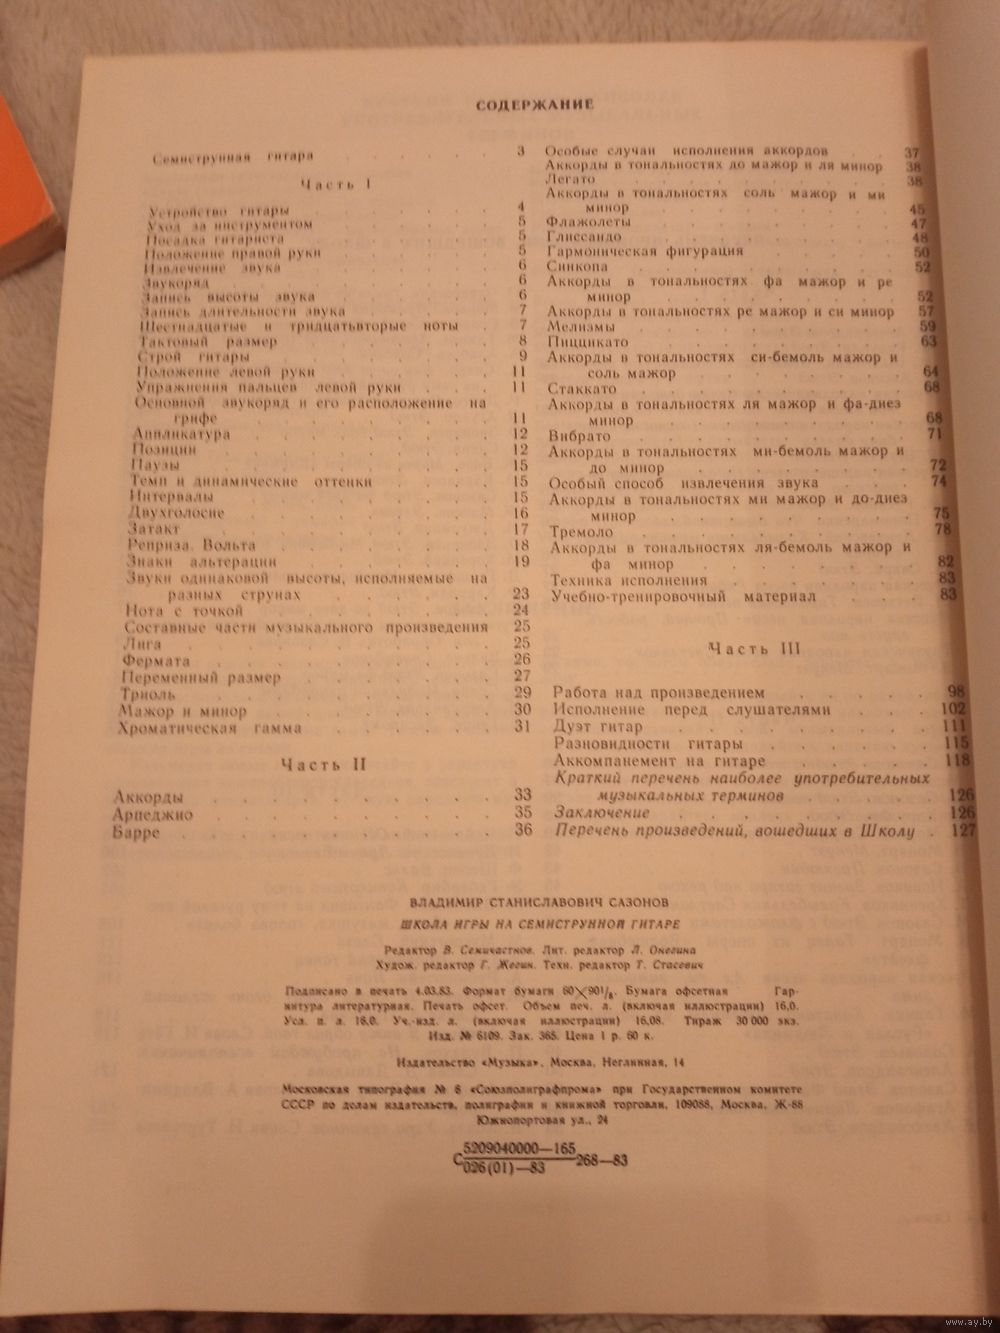 СОДЕРЖАНИЕ
Семиструнная гитара . . . . . 3
Часть I
Устройство гитары . . . . . . 4
Уход за инструментом . . . . . 5
Посадка гитариста . . . . . . 5
Положение правой руки . . . . . 5
Извлечение звука . . . . . . 6
Звукоряд . . . . . . . . 6
Запись высоты звука . . . . . 6
Запись длительности звука . . . . 7
Шестнадцатые и тридцатьвторые ноты . 7
Тактовый размер . . . . . . 8
Строй гитары . . . . . . . 9
Положение левой руки . . . . . 11
Упражнения пальцев левой руки . . . 11
Основной звукоряд и его расположение на
грифе . . . . . . . . 11
Аппликатура . . . . . . . 12
Позиции . . . . . . . . 12
Паузы . . . . . . . . . 15
Темп и динамические оттенки . . . 15
Интервалы . . . . . . . . 15
Двухголосие . . . . . . . 16
Затакт . . . . . . . . . 17
Реприза. Вольта . . . . . . 18
Знаки альтерации . . . . . . 19
Звуки одинаковой высоты, исполняемые на
разных струнах . . . . . . 23
Нота с точкой . . . . . . . 24
Составные части музыкального произведения 25
Лига . . . . . . . . . 25
Фермата . . . . . . . . 26
Переменный размер . . . . . . 27
Триоль . . . . . . . . . 29
Мажор и минор . . . . . . . 30
Хроматическая гамма . . . . . 31
Часть II
Аккорды . . . . . . . . 33
Арпеджио . . . . . . . . 35
Барре . . . . . . . . . 36
Особые случаи исполнения аккордов . . 37
Аккорды в тональностях до мажор и ля минор 38
Легато . . . . . . . . . 38
Аккорды в тональностях соль мажор и ми
минор . . . . . . . . 45
Флажолеты . . . . . . . . 47
Глиссандо . . . . . . . . 48
Гармоническая фигурация . . . . . 50
Синкопа . . . . . . . . . 52
Аккорды в тональностях фа мажор и ре
минор . . . . . . . . 52
Аккорды в тональностях ре мажор и си минор 57
Мелизмы . . . . . . . . . 59
Пиццикато . . . . . . . . 63
Аккорды в тональностях си-бемоль мажор и
соль мажор . . . . . . . 64
Стаккато . . . . . . . . 68
Аккорды в тональностях ля мажор и фа-диез
минор . . . . . . . . 68
Вибрато . . . . . . . . . 71
Аккорды в тональностях ми-бемоль мажор и
до минор . . . . . . . 72
Особый способ извлечения звука . . . 74
Аккорды в тональностях ми мажор и до-диез
минор . . . . . . . . 75
Тремоло . . . . . . . . . 78
Аккорды в тональностях ля-бемоль мажор и
фа минор . . . . . . . 82
Техника исполнения . . . . . . 83
Учебно-тренировочный материал . . . 83
Часть III
Работа над произведением . . . . . 98
Исполнение перед слушателями . . . 102
Дуэт гитар . . . . . . . . 111
Разновидности гитары . . . . . 115
Аккомпанемент на гитаре . . . . . 118
Краткий перечень наиболее употребительных
музыкальных терминов . . . . . 126
Заключение . . . . . . . . 126
Перечень произведений, вошедших в Школу . 127
ВЛАДИМИР СТАНИСЛАВОВИЧ САЗОНОВ
ШКОЛА ИГРЫ НА СЕМИСТРУННОЙ ГИТАРЕ
Редактор В. Семичастнов. Лит. редактор Л. Онегина
Худож. редактор Г. Жегин. Техн. редактор Т. Стасевич
Подписано в печать 4.03.83. Формат бумаги 60×90 1/8. Бумага офсетная Гар-
нитура литературная. Печать офсет. Объем печ. л. (включая иллюстрации) 16,0.
Усл. п. л. 16,0. Уч.-изд. л. (включая иллюстрации) 16,08. Тираж 30 000 экз.
Изд. № 6109. Зак. 365. Цена 1 р. 60 к.
Издательство «Музыка», Москва, Неглинная, 14
Московская типография № 6 «Союзполиграфпрома» при Государственном комитете
СССР по делам издательств, полиграфии и книжной торговли, 109088, Москва, Ж-88
Южнопортовая ул., 24
С 5209040000—165 268—83
026(01)—83
www.ay.by